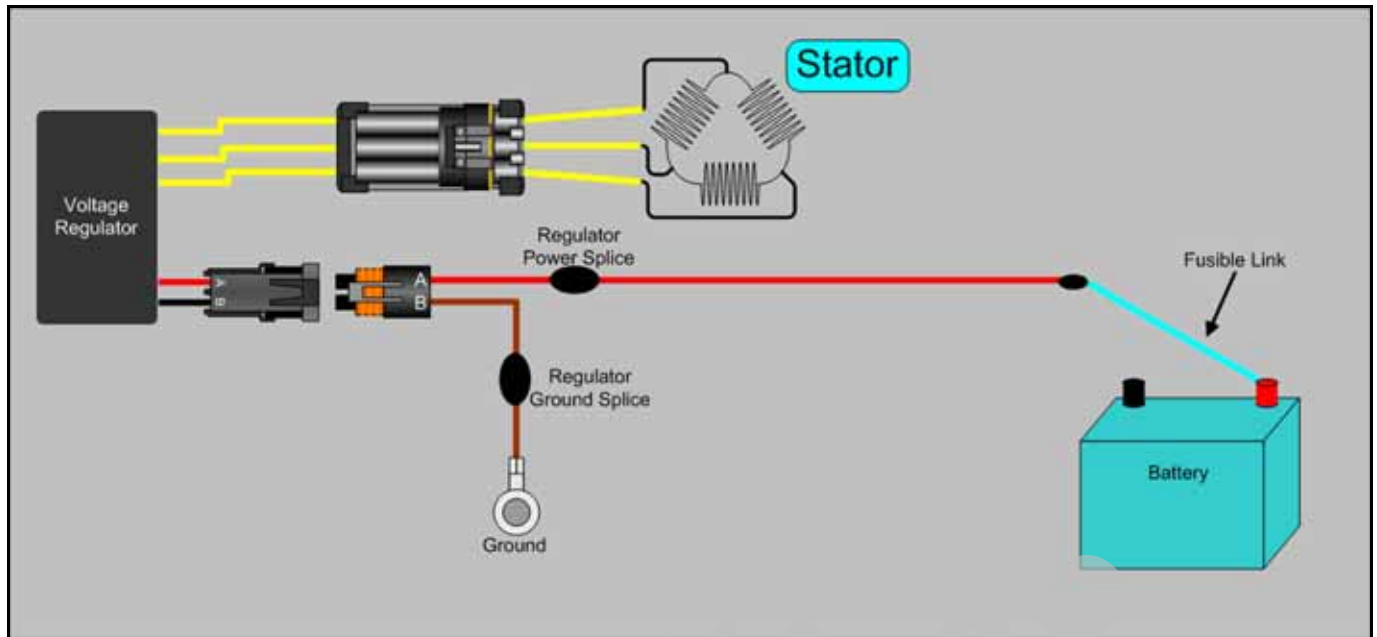 Stator
Voltage
Regulator
A
B
A
B
Regulator
Power Splice
Fusible Link
Regulator
Ground Splice
Battery
Ground